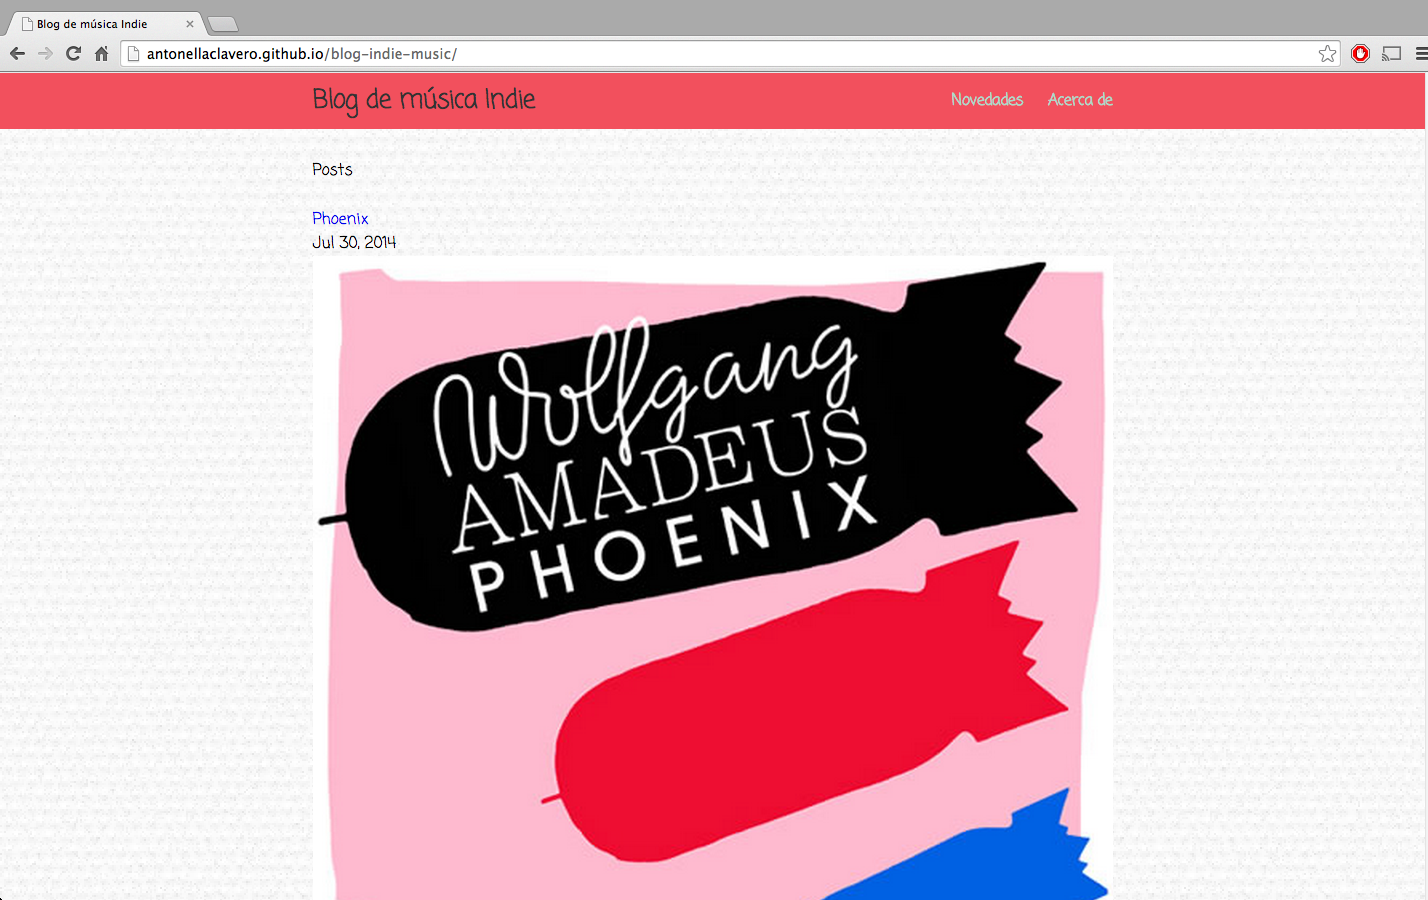 Blog de música Indie
antonellaclavero.github.io/blog-indie-music/
Blog de música Indie
Novedades
Acerca de
Posts
Phoenix
Jul 30, 2014
Wolfgang
AMADEUS
PHOENIX